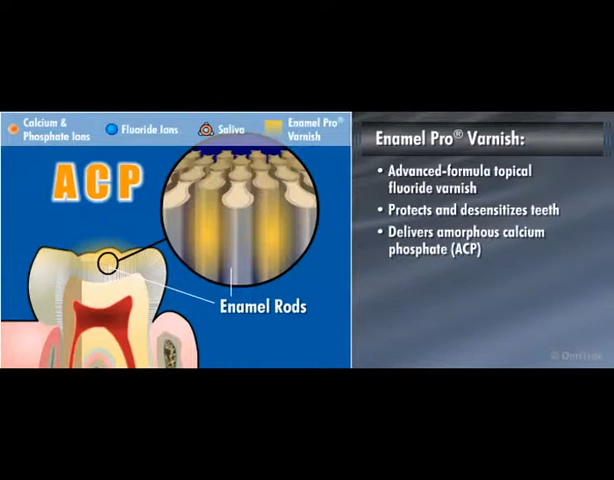 Calcium &
Phosphate Ions
Fluoride Ions
Saliva
Enamel Pro®
Varnish
ACP
Enamel Rods
Enamel Pro® Varnish:
• Advanced-formula topical
fluoride varnish
• Protects and desensitizes teeth
• Delivers amorphous calcium
phosphate (ACP)